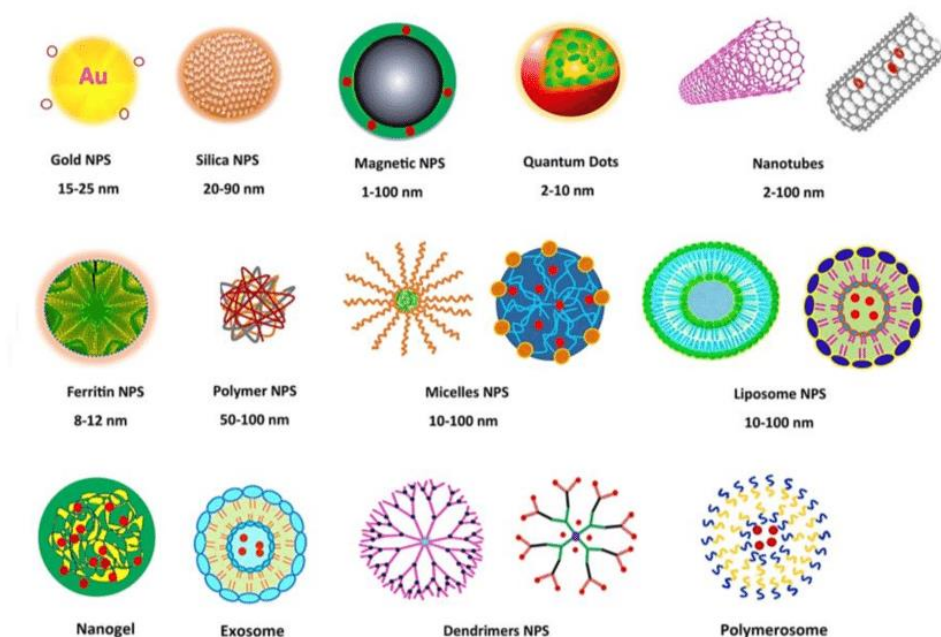 Au
Gold NPS
15-25 nm
Silica NPS
20-90 nm
Magnetic NPS
1-100 nm
Quantum Dots
2-10 nm
Nanotubes
2-100 nm
Ferritin NPS
8-12 nm
Polymer NPS
50-100 nm
Micelles NPS
10-100 nm
Liposome NPS
10-100 nm
Nanogel
Exosome
Dendrimers NPS
Polymerosome